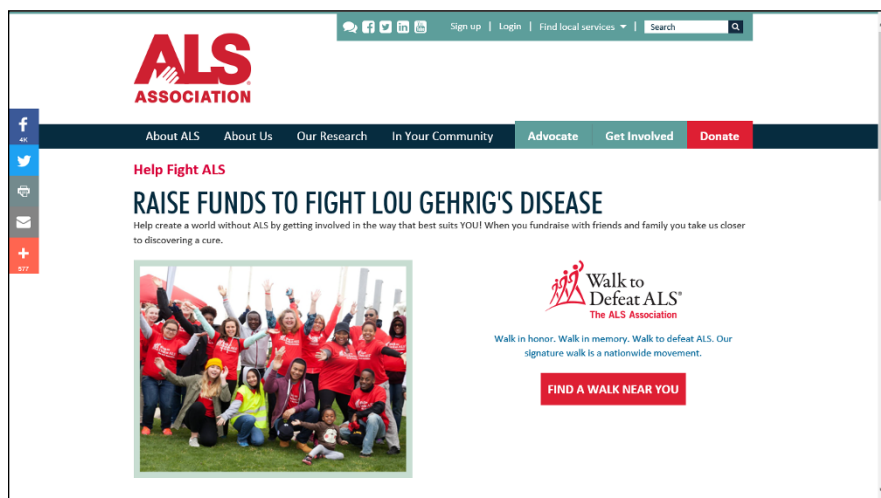 Sign up | Login | Find local services | Search
ALS
ASSOCIATION
About ALS About Us Our Research In Your Community Advocate Get Involved Donate
4K
577
Help Fight ALS
RAISE FUNDS TO FIGHT LOU GEHRIG'S DISEASE
Help create a world without ALS by getting involved in the way that best suits YOU! When you fundraise with friends and family you take us closer
to discovering a cure.
Walk to
Defeat ALS®
The ALS Association
Walk in honor. Walk in memory. Walk to defeat ALS. Our
signature walk is a nationwide movement.
FIND A WALK NEAR YOU